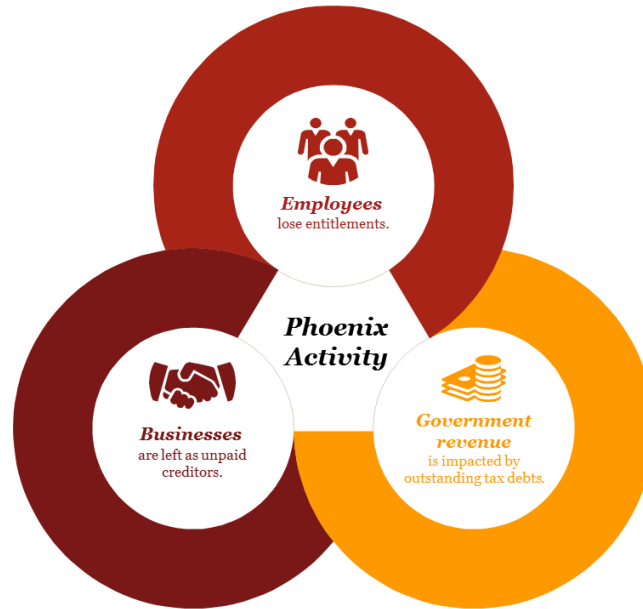 Employees
lose entitlements.
Phoenix
Activity
Businesses
are left as unpaid
creditors.
Government
revenue
is impacted by
outstanding tax debts.